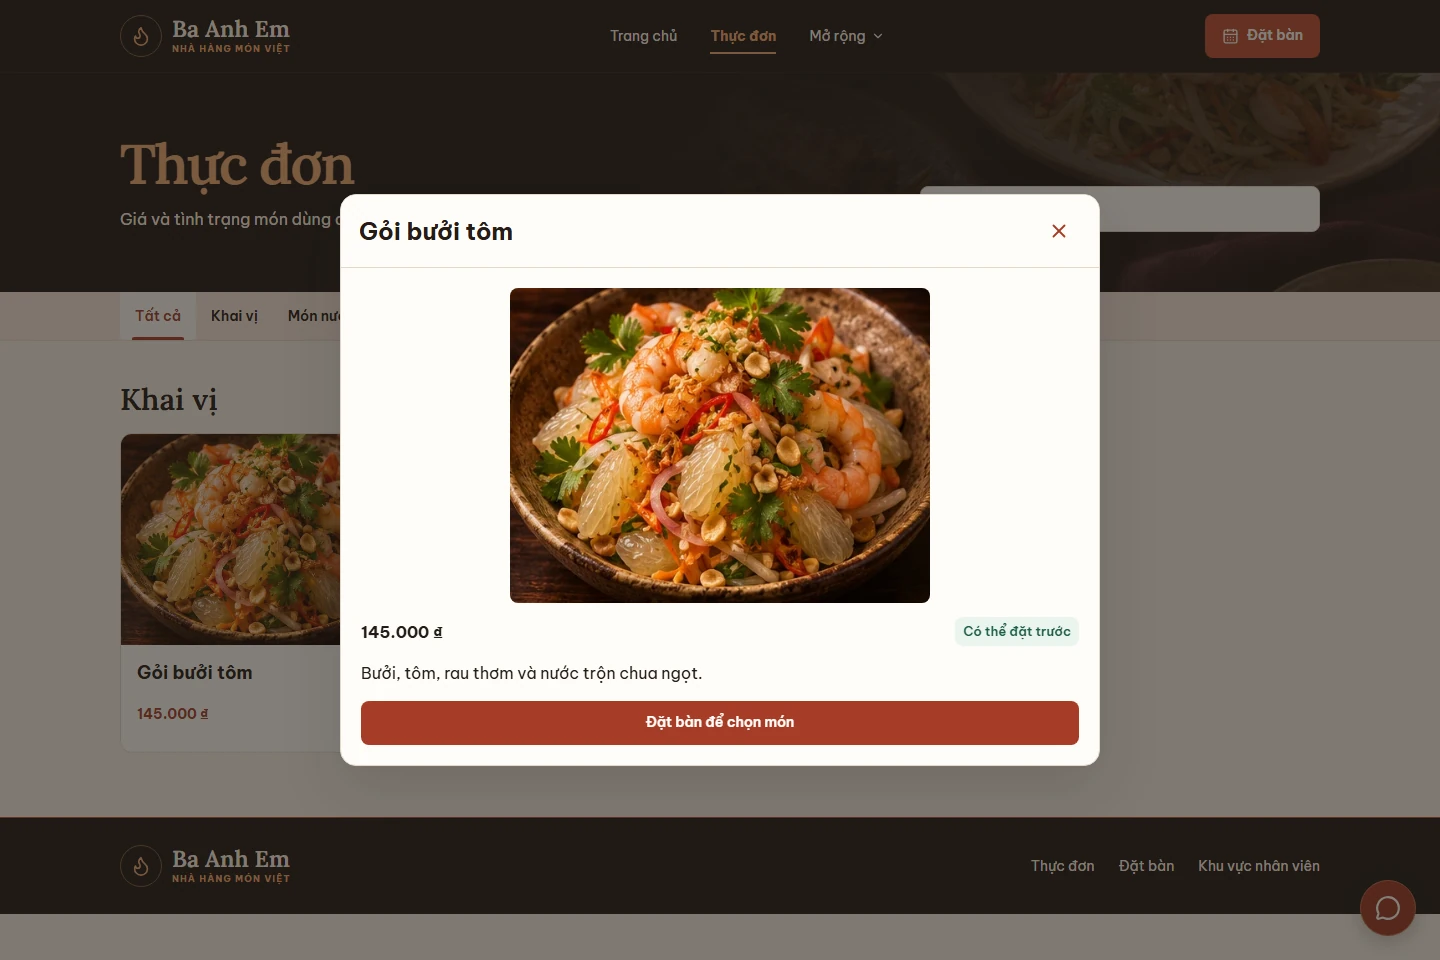 Ba Anh Em
NHÀ HÀNG MÓN VIỆT
Trang chủ
Thực đơn
Mở rộng
Đặt bàn
Thực đơn
Giá và tình trạng món dùng
Gỏi bưởi tôm
Tất cả
Khai vị
Món
Khai vị
Gỏi bưởi tôm
145.000 ₫
145.000 ₫
Có thể đặt trước
Bưởi, tôm, rau thơm và nước trộn chua ngọt.
Đặt bàn để chọn món
Ba Anh Em
NHÀ HÀNG MÓN VIỆT
Thực đơn
Đặt bàn
Khu vực nhân viên